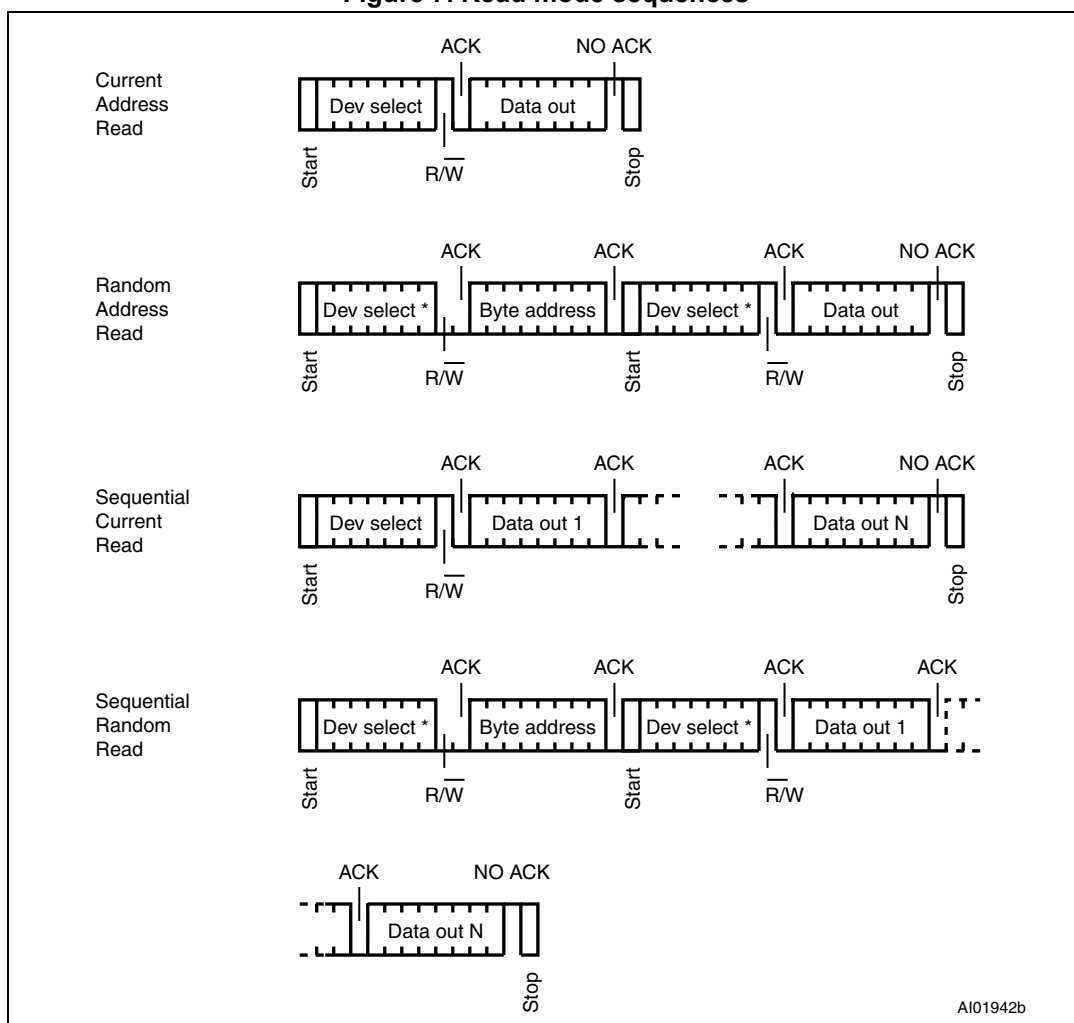 Figure Read mode sequences
ACK NO ACK
Current
Address
Read
Dev select Data out
Start R/W̅ Stop
ACK ACK ACK NO ACK
Random
Address
Read
Dev select * Byte address Dev select * Data out
Start R/W̅ Start R̅/W Stop
ACK ACK ACK NO ACK
Sequential
Current
Read
Dev select Data out 1 Data out N
Start R/W̅ Stop
ACK ACK ACK ACK
Sequential
Random
Read
Dev select * Byte address Dev select * Data out 1
Start R/W̅ Start R̅/W
ACK NO ACK
Data out N
Stop
AI01942b